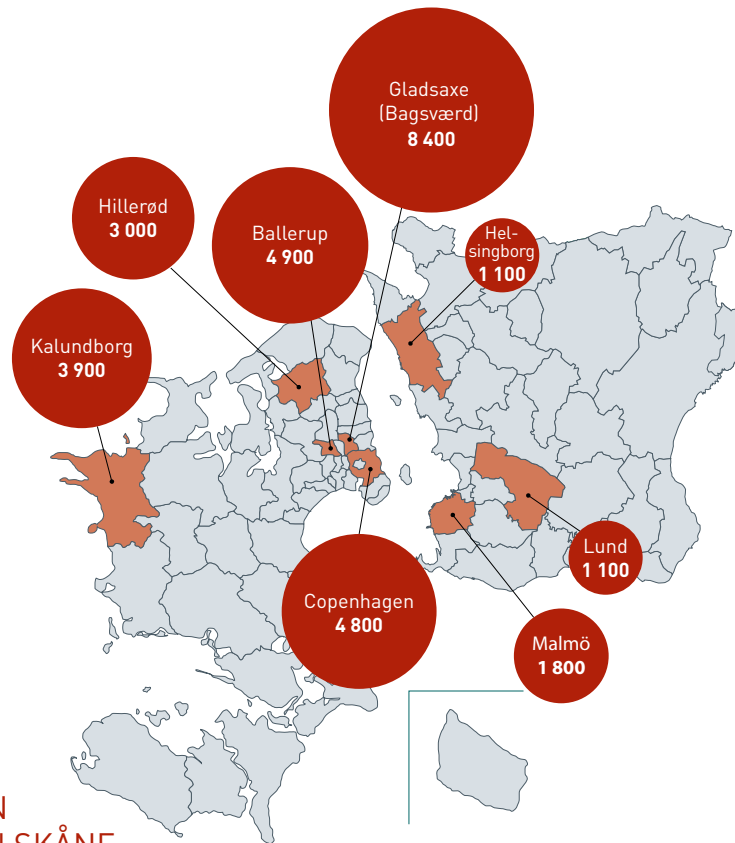 Gladsaxe
(Bagsværd)
8 400
Hillerød
3 000
Ballerup
4 900
Hel-
singborg
1 100
Kalundborg
3 900
Copenhagen
4 800
Lund
1 100
Malmö
1 800
SKÅNE